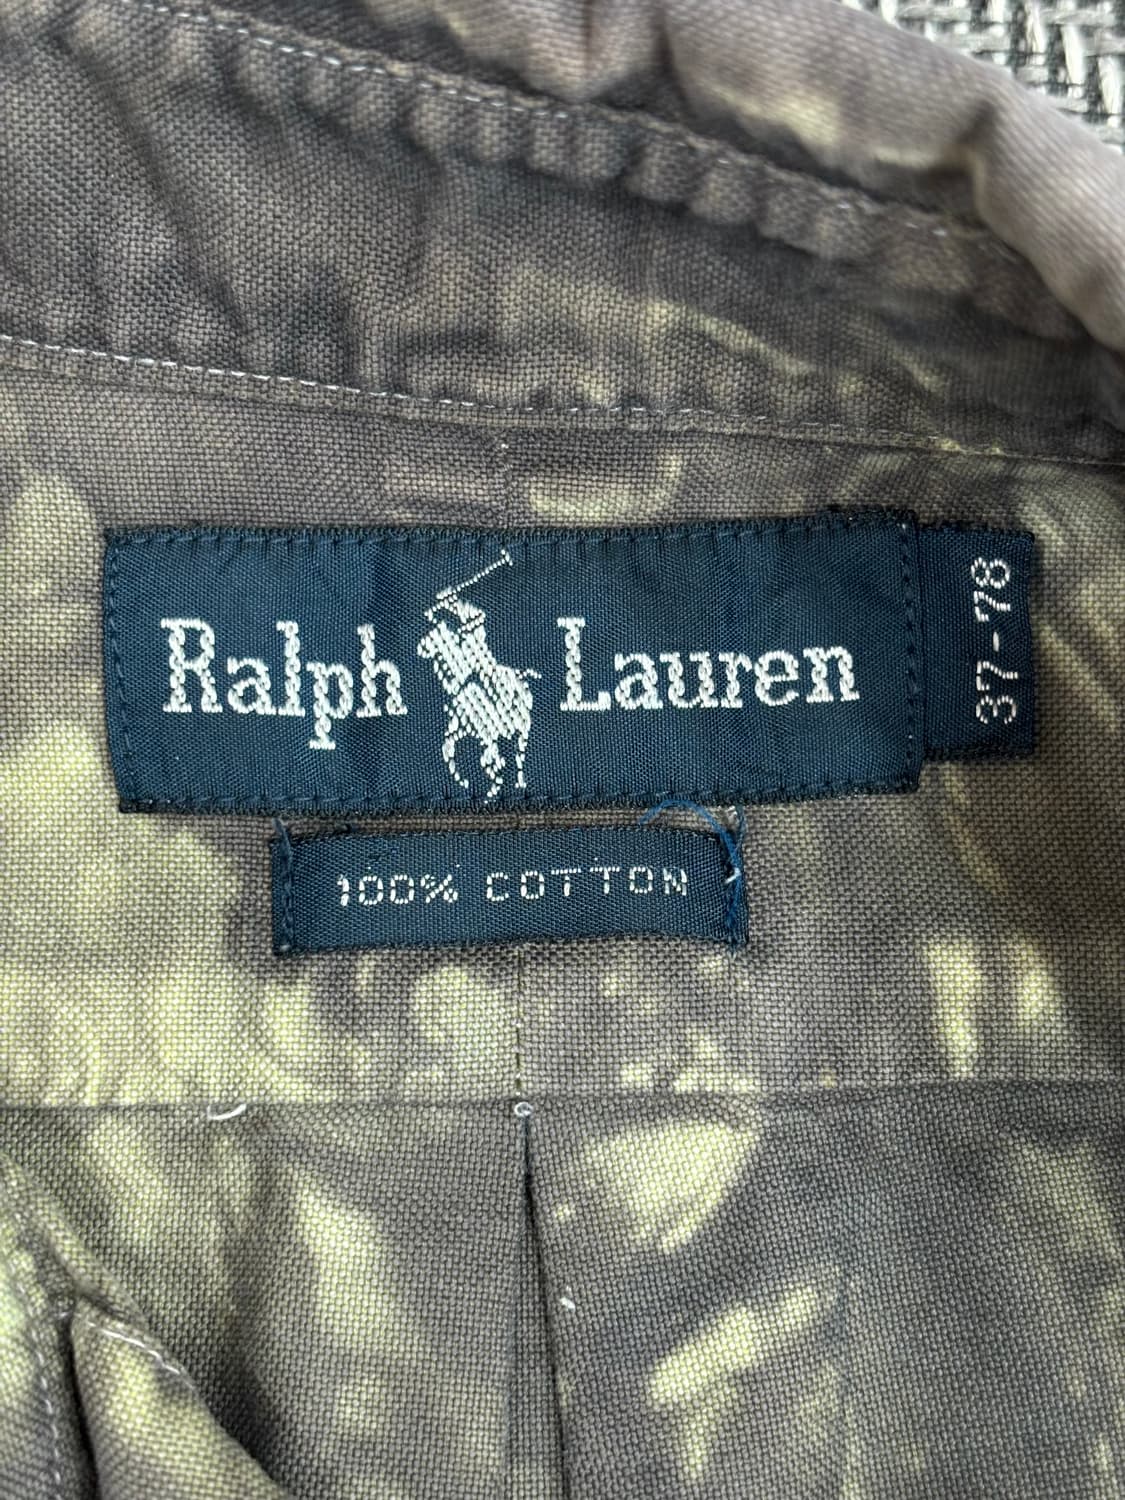 Ralph Lauren
37-78
100% COTTON